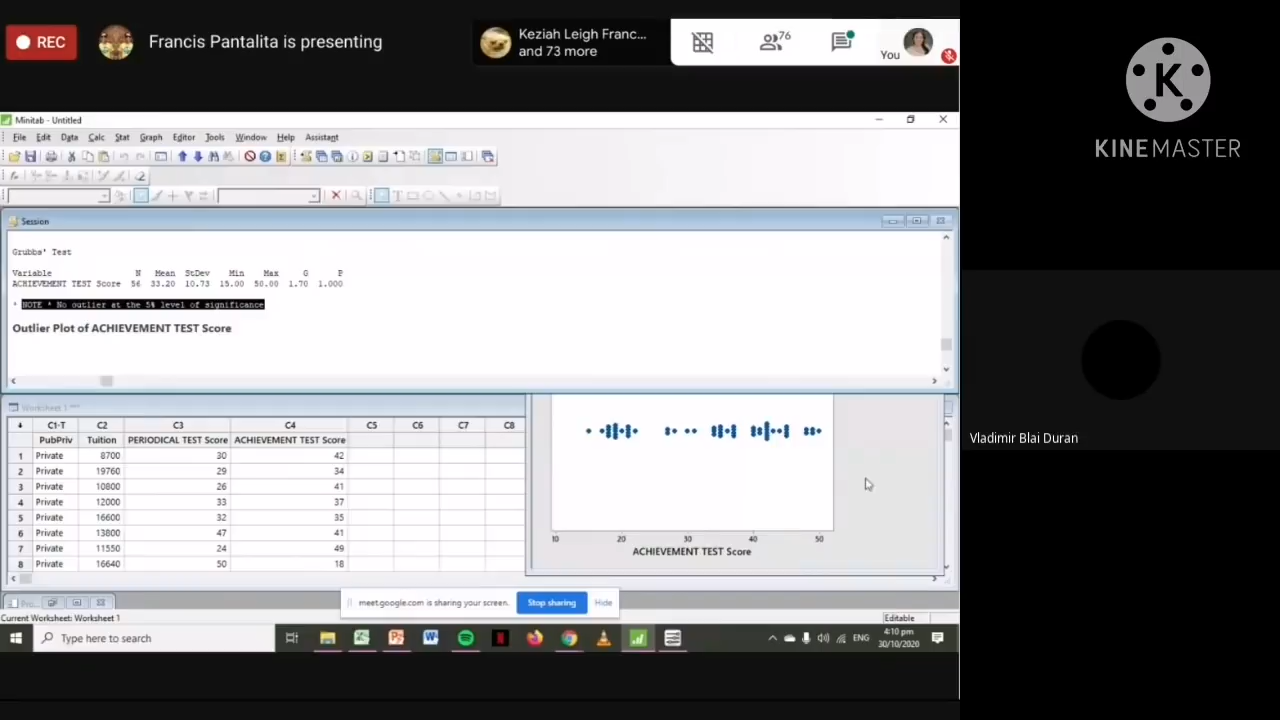 REC
Francis Pantalita is presenting
Keziah Leigh Franc...
and 73 more
76
You
K
KINEMASTER
Minitab - Untitled
File Edit Data Calc Stat Graph Editor Tools Window Help Assistant
Session
Grubbs' Test
Variable N Mean StDev Min Max G P
ACHIEVEMENT TEST Score 56 33.20 10.73 15.00 50.00 1.70 1.000
* NOTE * No outlier at the 5% level of significance
Outlier Plot of ACHIEVEMENT TEST Score
Worksheet 1 ***
C1-T C2 C3 C4 C5 C6 C7 C8
PubPriv Tuition PERIODICAL TEST Score ACHIEVEMENT TEST Score
1 Private 8700 30 42
2 Private 19760 29 34
3 Private 10800 26 41
4 Private 12000 33 37
5 Private 16600 32 35
6 Private 13800 47 41
7 Private 11550 24 49
8 Private 16640 50 18
10 20 30 40 50
ACHIEVEMENT TEST Score
Vladimir Blai Duran
meet.google.com is sharing your screen.
Stop sharing
Hide
Pro...
Current Worksheet: Worksheet 1
Editable
Type here to search
ENG
4:10 pm
30/10/2020